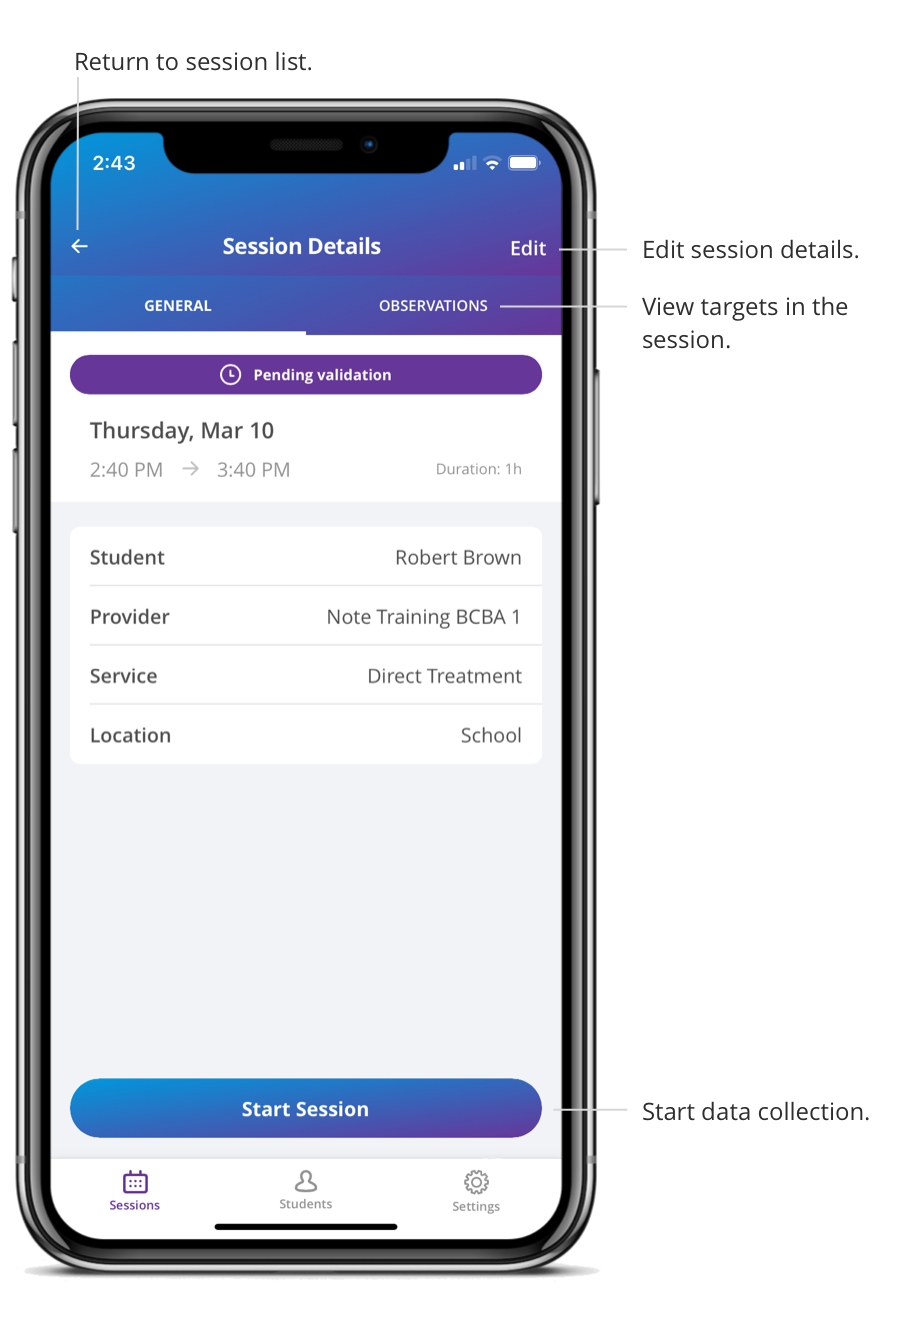 Return to session list.
2:43
Session Details
Edit
Edit session details.
GENERAL
OBSERVATIONS
View targets in the
session.
Pending validation
Thursday, Mar 10
2:40 PM → 3:40 PM
Duration: 1h
Student
Robert Brown
Provider
Note Training BCBA 1
Service
Direct Treatment
Location
School
Start Session
Start data collection.
Sessions
Students
Settings